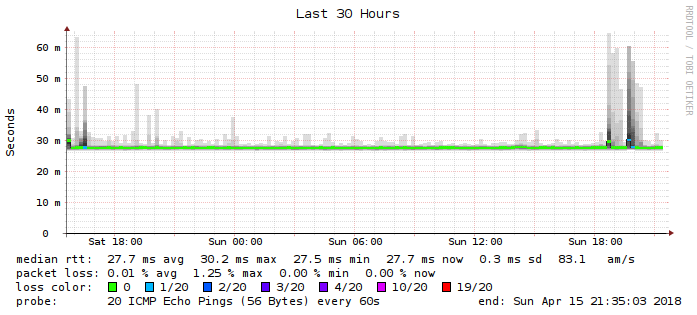 Last 30 Hours
RRDTOOL / TOBI OETIKER
Seconds
60 m
50 m
40 m
30 m
20 m
10 m
0
Sat 18:00 Sun 00:00 Sun 06:00 Sun 12:00 Sun 18:00
median rtt: 27.7 ms avg 30.2 ms max 27.5 ms min 27.7 ms now 0.3 ms sd 83.1 am/s
packet loss: 0.01 % avg 1.25 % max 0.00 % min 0.00 % now
loss color: 0 1/20 2/20 3/20 4/20 10/20 19/20
probe: 20 ICMP Echo Pings (56 Bytes) every 60s end: Sun Apr 15 21:35:03 2018